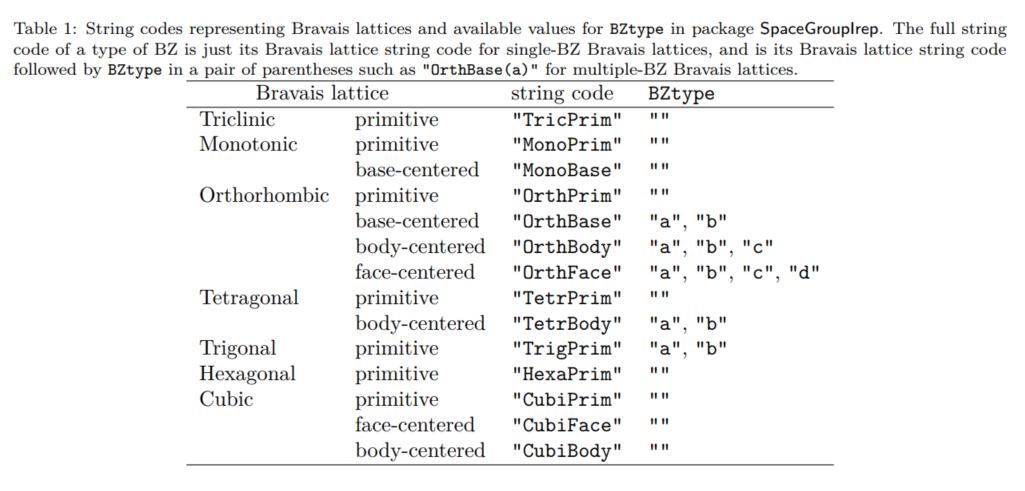 Table 1: String codes representing Bravais lattices and available values for BZtype in package SpaceGroupIrep. The full string
code of a type of BZ is just its Bravais lattice string code for single-BZ Bravais lattices, and is its Bravais lattice string code
followed by BZtype in a pair of parentheses such as "OrthBase(a)" for multiple-BZ Bravais lattices.
Bravais lattice string code BZtype
Triclinic primitive "TricPrim" ""
Monotonic primitive "MonoPrim" ""
base-centered "MonoBase" ""
Orthorhombic primitive "OrthPrim" ""
base-centered "OrthBase" "a", "b"
body-centered "OrthBody" "a", "b", "c"
face-centered "OrthFace" "a", "b", "c", "d"
Tetragonal primitive "TetrPrim" ""
body-centered "TetrBody" "a", "b"
Trigonal primitive "TrigPrim" "a", "b"
Hexagonal primitive "HexaPrim" ""
Cubic primitive "CubiPrim" ""
face-centered "CubiFace" ""
body-centered "CubiBody" ""